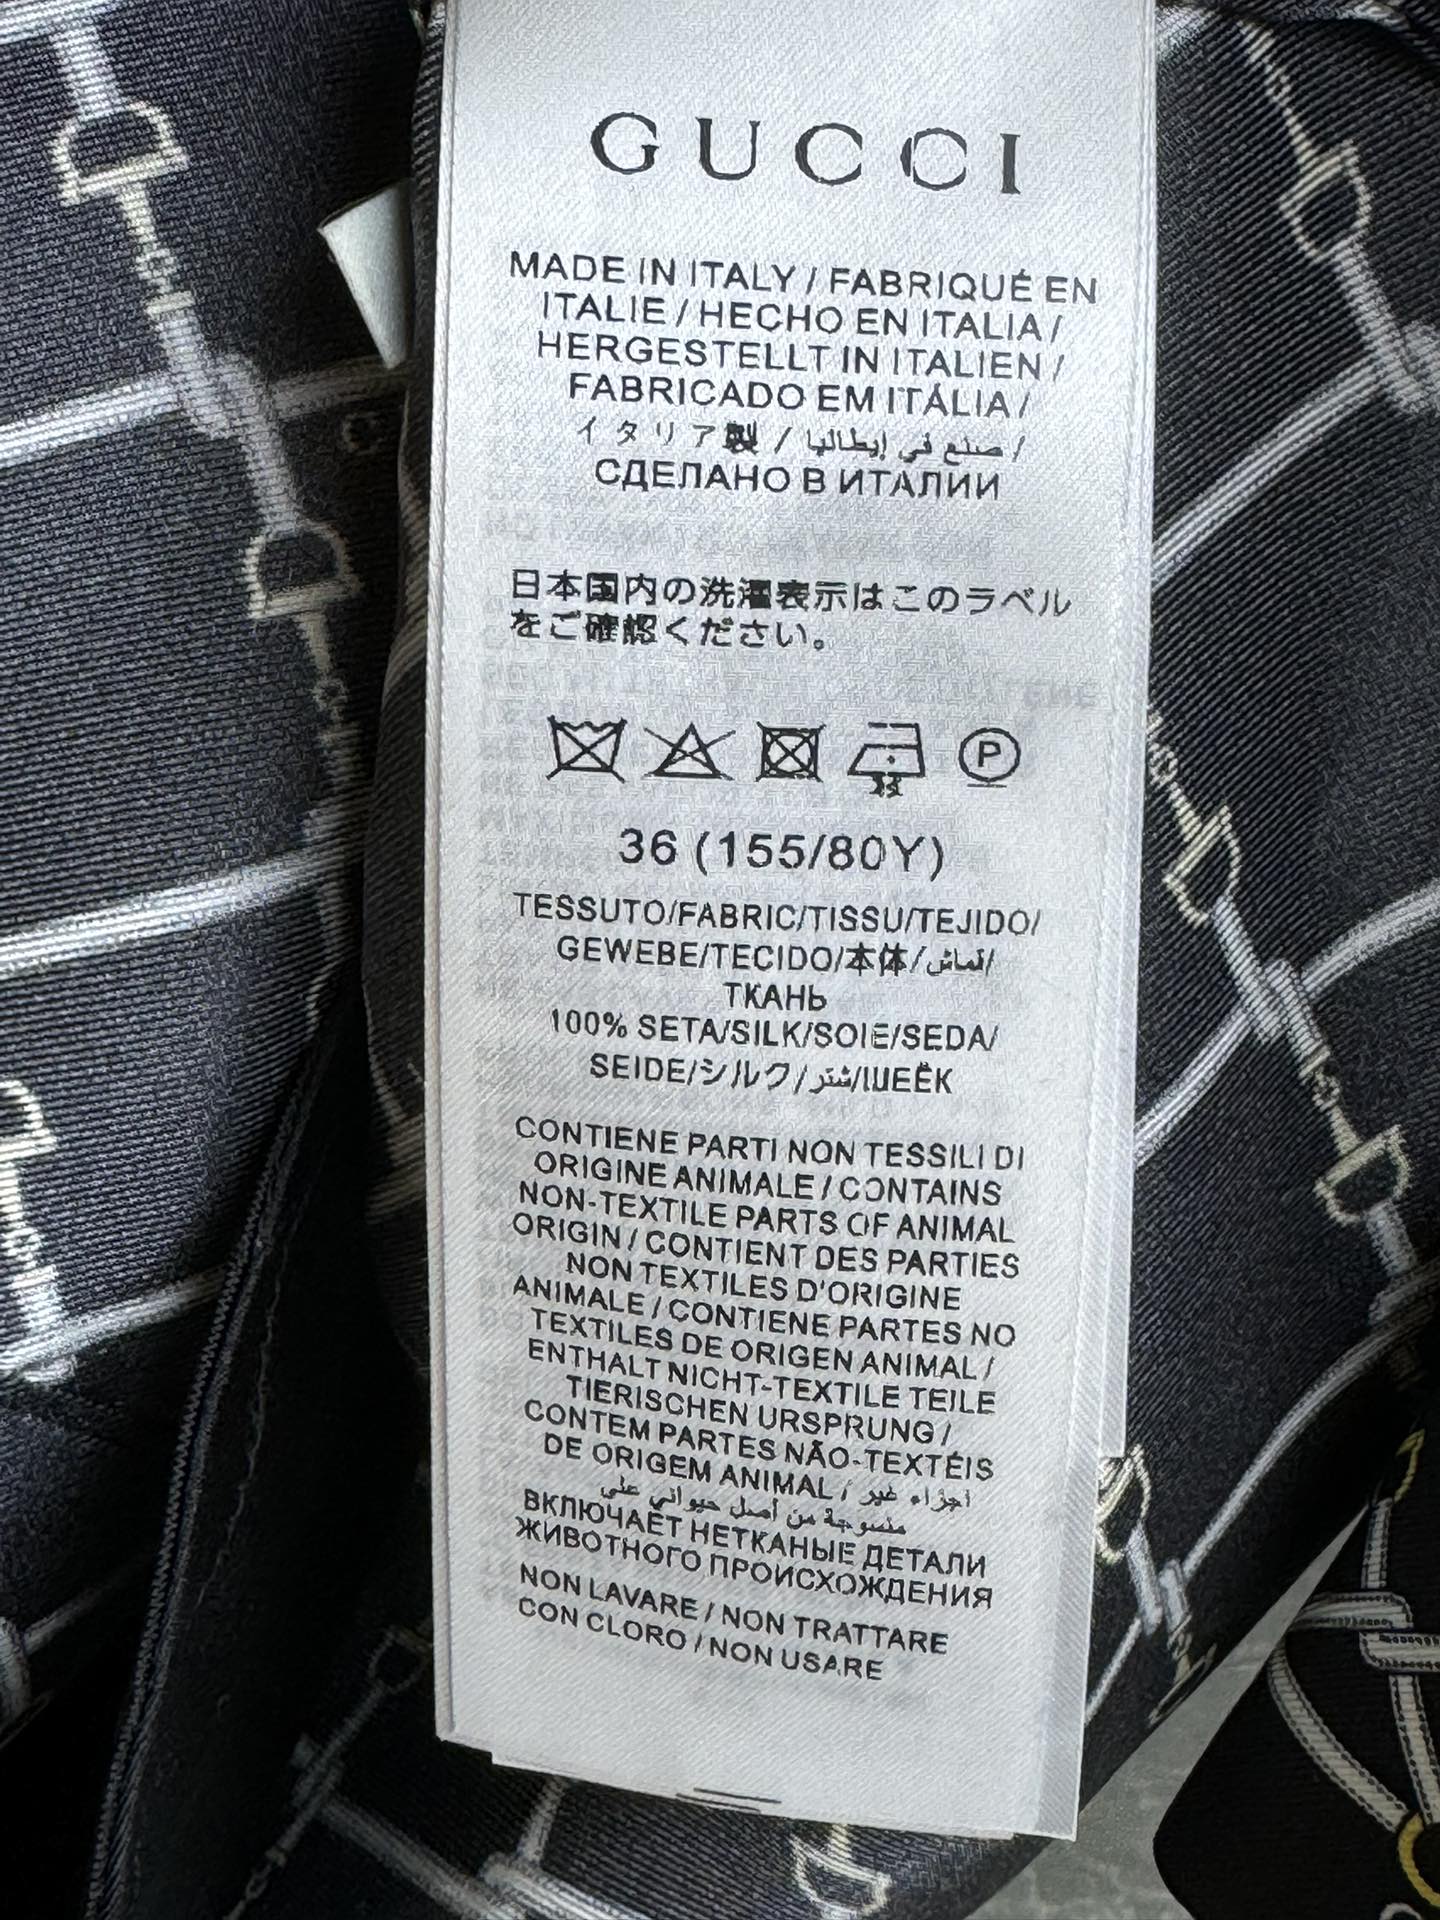 GUCCI
MADE IN ITALY / FABRIQUÉ EN
ITALIE / HECHO EN ITALIA /
HERGESTELLT IN ITALIEN /
FABRICADO EM ITÁLIA /
イタリア製 / صنع في إيطاليا /
СДЕЛАНО В ИТАЛИИ
日本国内の洗濯表示はこのラベル
をご確認ください。
P
36 (155/80Y)
TESSUTO/FABRIC/TISSU/TEJIDO/
GEWEBE/TECIDO/本体/قماش/
ТКАНЬ
100% SETA/SILK/SOIE/SEDA/
SEIDE/シルク/شتر/ШЕЁК
CONTIENE PARTI NON TESSILI DI
ORIGINE ANIMALE / CONTAINS
NON-TEXTILE PARTS OF ANIMAL
ORIGIN / CONTIENT DES PARTIES
NON TEXTILES D'ORIGINE
ANIMALE / CONTIENE PARTES NO
TEXTILES DE ORIGEN ANIMAL /
ENTHALT NICHT-TEXTILE TEILE
TIERISCHEN URSPRUNG /
CONTEM PARTES NÃO-TEXTÉIS
DE ORIGEM ANIMAL / اجزاء غير
منسوجة من أصل حيواني على
ВКЛЮЧАЕТ НЕТКАНЫЕ ДЕТАЛИ
ЖИВОТНОГО ПРОИСХОЖДЕНИЯ
NON LAVARE / NON TRATTARE
CON CLORO / NON USARE